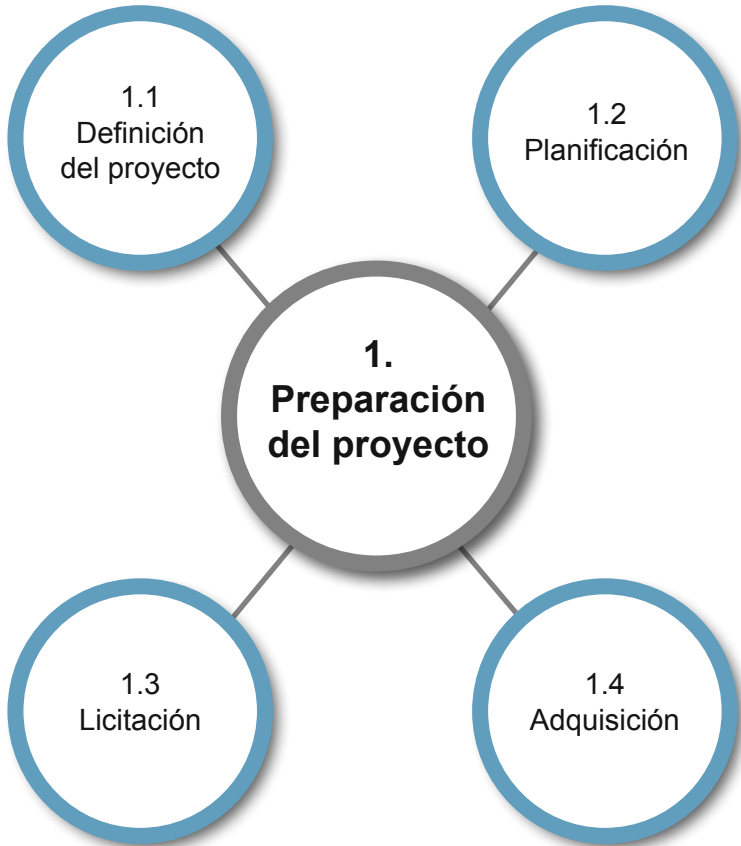 1.1
Definición
del proyecto
1.2
Planificación
1.
Preparación
del proyecto
1.3
Licitación
1.4
Adquisición